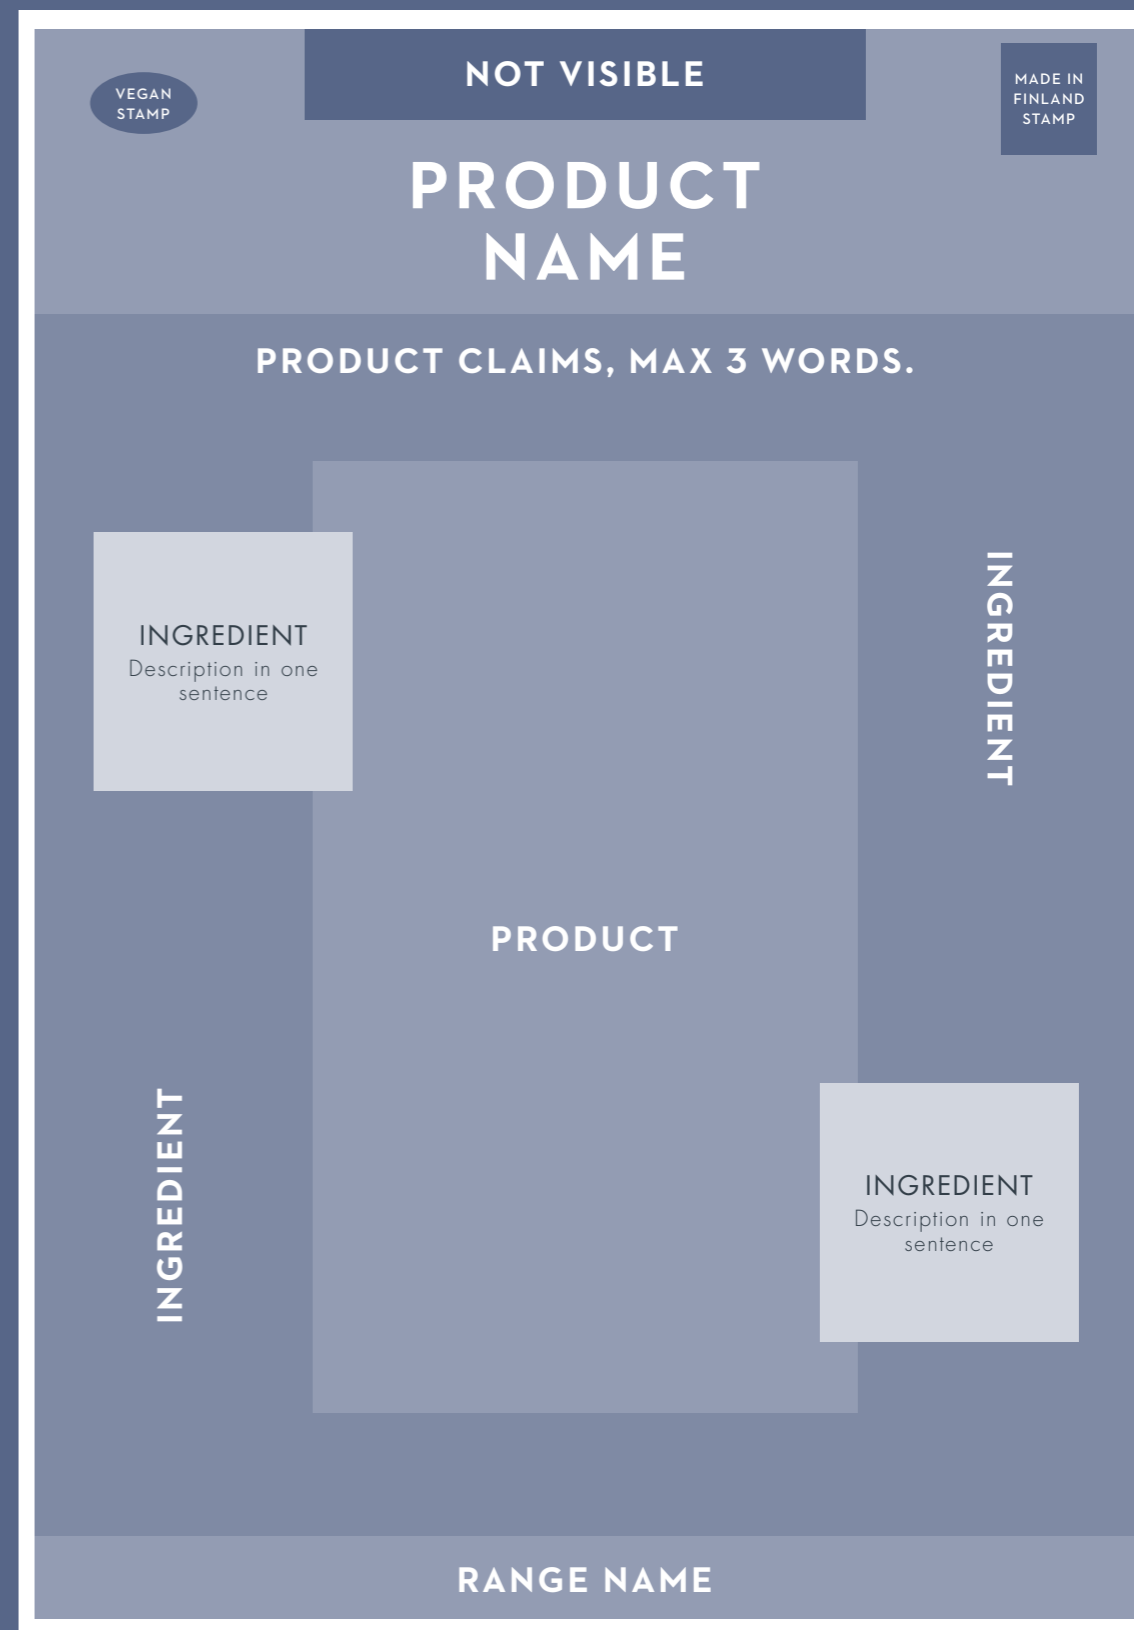 NOT VISIBLE
VEGAN
STAMP
MADE IN
FINLAND
STAMP
PRODUCT
NAME
PRODUCT CLAIMS, MAX 3 WORDS.
INGREDIENT
Description in one
sentence
INGREDIENT
PRODUCT
INGREDIENT
INGREDIENT
Description in one
sentence
RANGE NAME